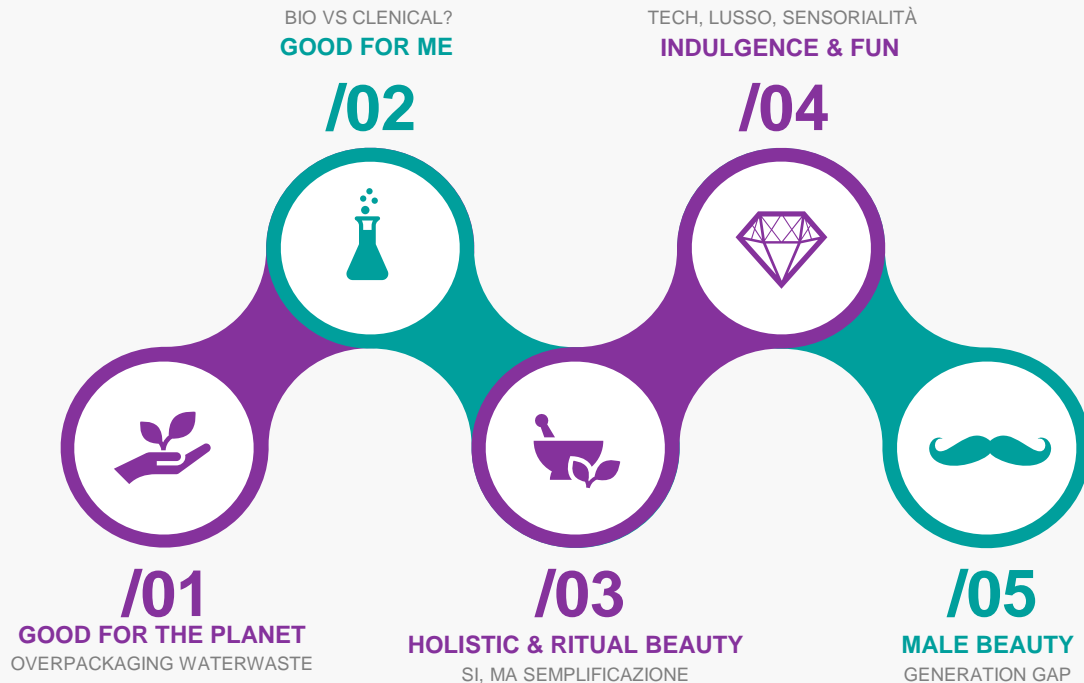 BIO VS CLENICAL?
GOOD FOR ME
/02
TECH, LUSSO, SENSORIALITÀ
INDULGENCE & FUN
/04
/01
GOOD FOR THE PLANET
OVERPACKAGING WATERWASTE
/03
HOLISTIC & RITUAL BEAUTY
SI, MA SEMPLIFICAZIONE
/05
MALE BEAUTY
GENERATION GAP